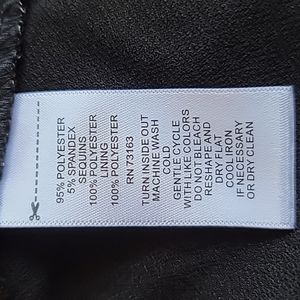 95% POLYESTER
5% SPANDEX
SEQUINS
100% POLYESTER
LINING
100% POLYESTER
RN 73163
TURN INSIDE OUT
MACHINE WASH
COLD
GENTLE CYCLE
WITH LIKE COLORS
DO NOT BLEACH
RESHAPE AND
DRY FLAT
COOL IRON
IF NECESSARY
OR DRY CLEAN